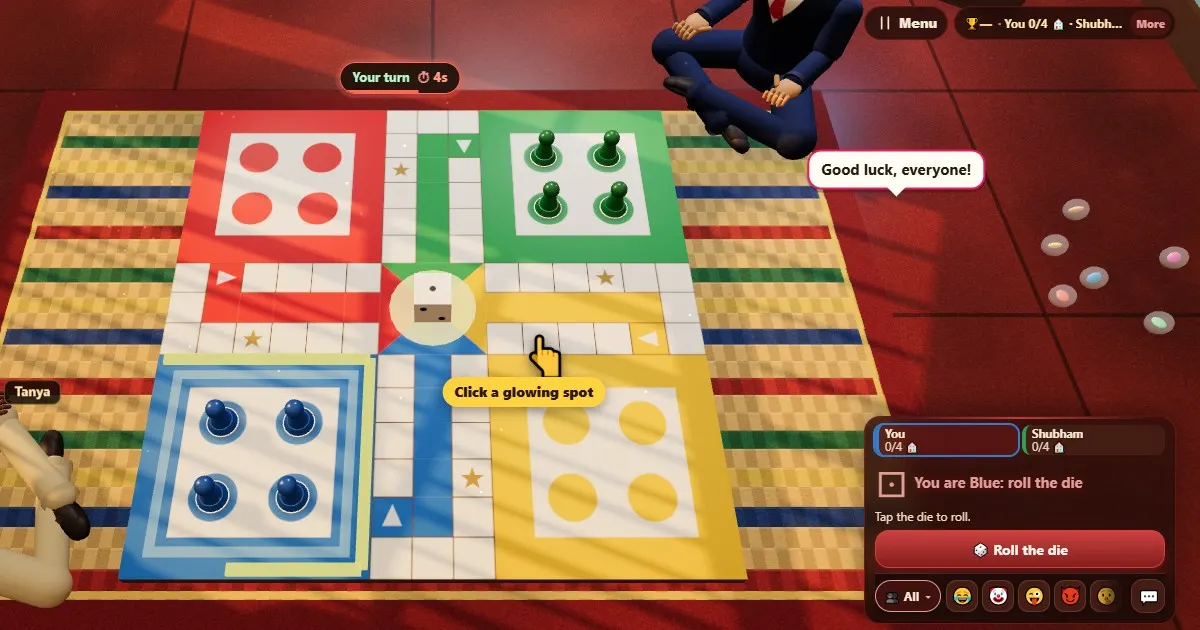 Menu
🏆— · You 0/4 🏠 · Shubh... More
Your turn ⏱ 4s
Good luck, everyone!
Tanya
Click a glowing spot
You
0/4 🏠
Shubham
0/4 🏠
You are Blue: roll the die
Tap the die to roll.
🎲 Roll the die
All